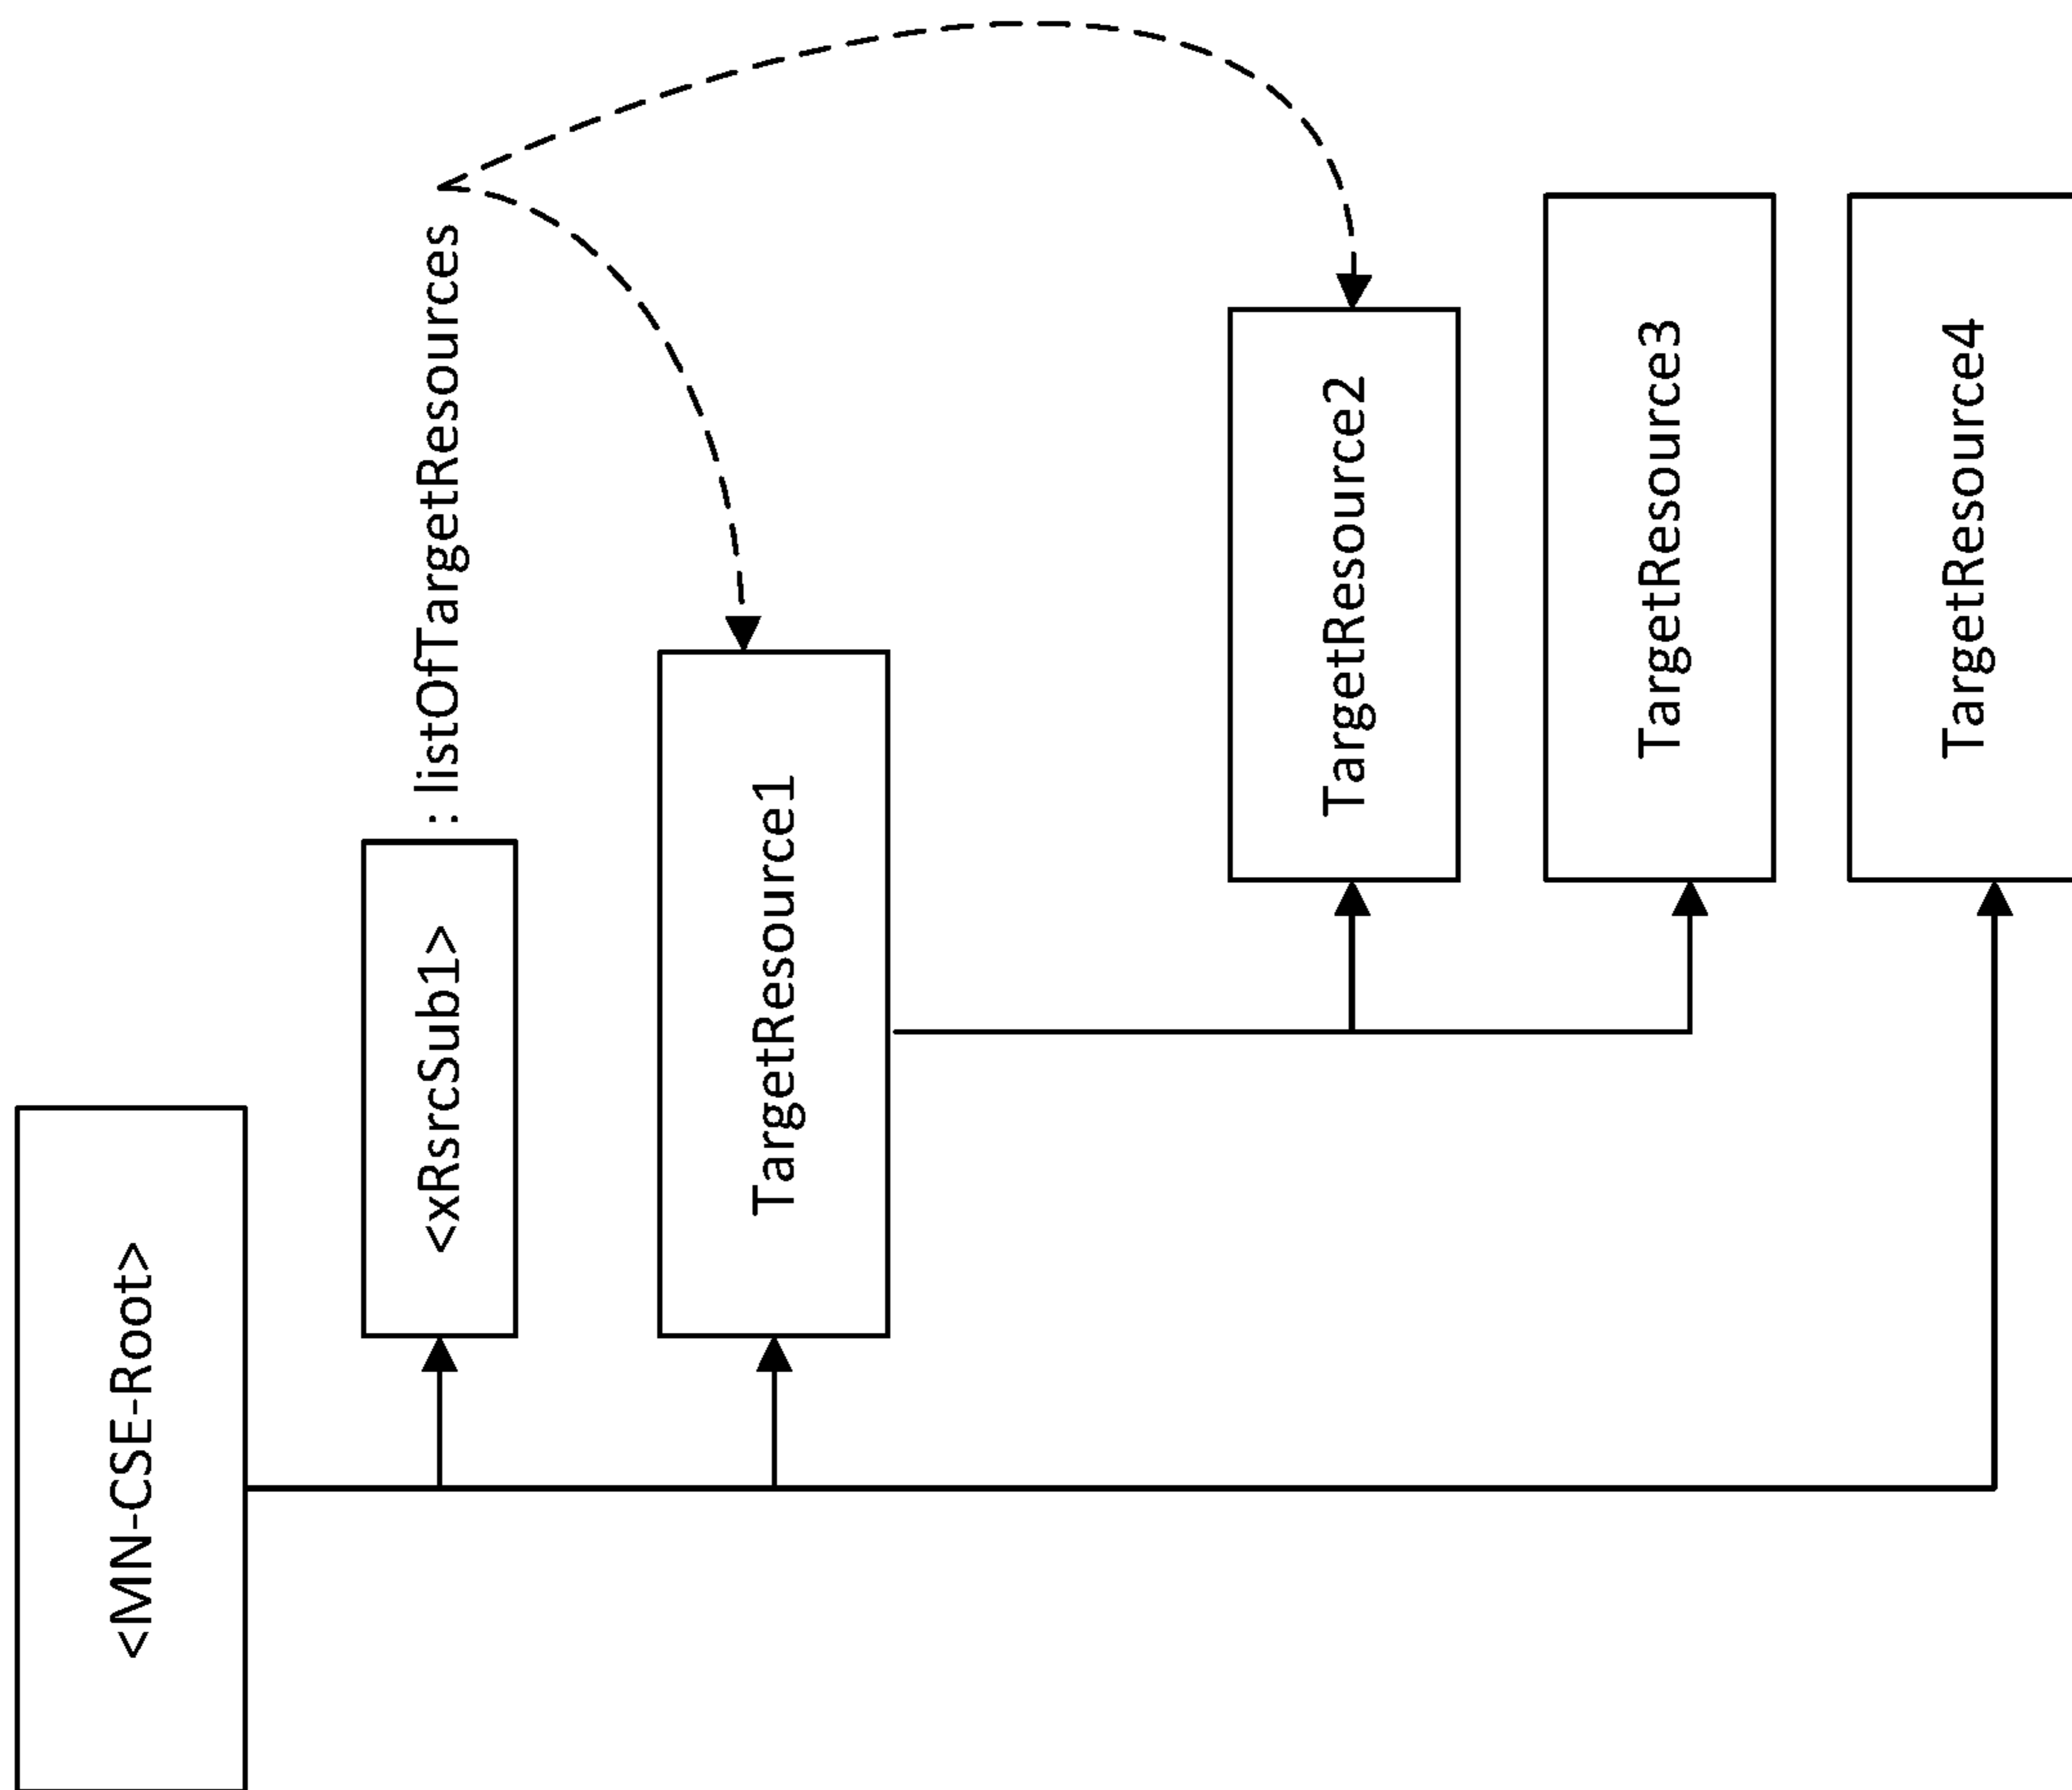 <MN-CSE-Root>
<xRsrcSub1>
: listOfTargetResources
TargetResource1
TargetResource2
TargetResource3
TargetResource4